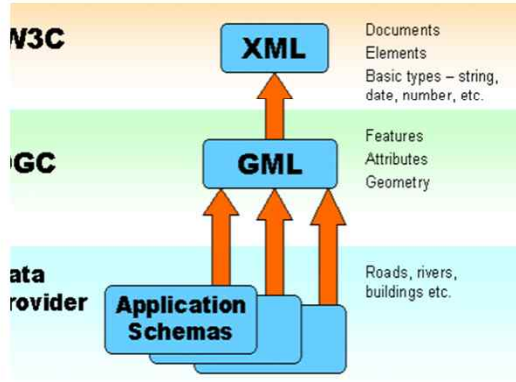 W3C
XML
Documents
Elements
Basic types – string,
date, number, etc.
GC
GML
Features
Attributes
Geometry
ata
rovider
Application
Schemas
Roads, rivers,
buildings etc.